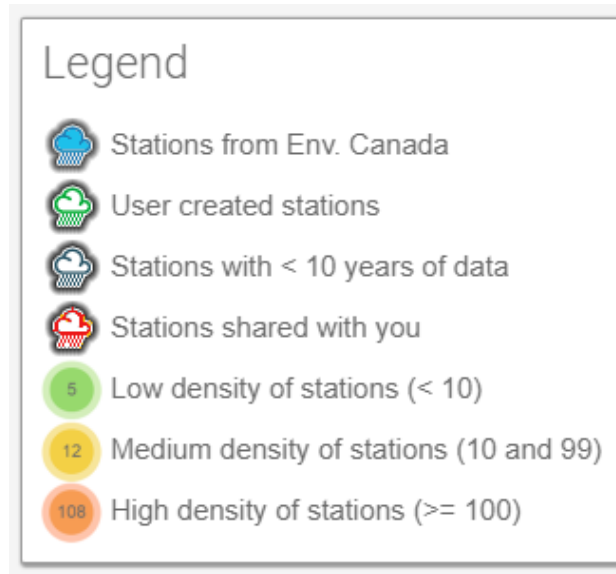 Legend
Stations from Env. Canada
User created stations
Stations with < 10 years of data
Stations shared with you
5 Low density of stations (< 10)
12 Medium density of stations (10 and 99)
108 High density of stations (>= 100)